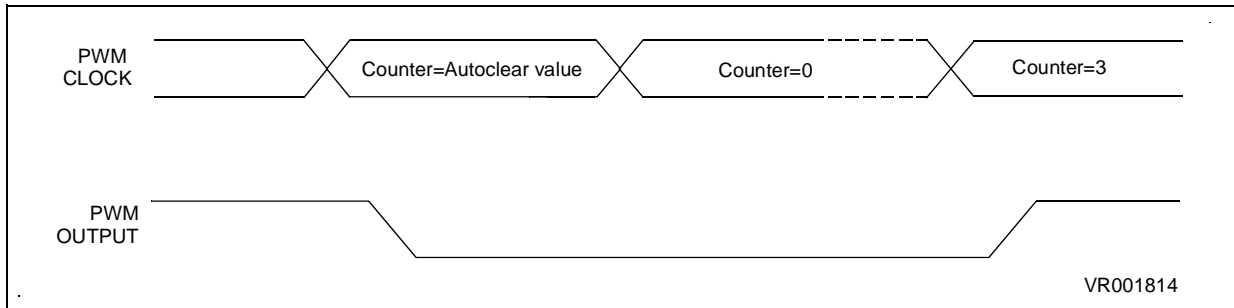 PWM
CLOCK
Counter=Autoclear value
Counter=0
Counter=3
PWM
OUTPUT
VR001814